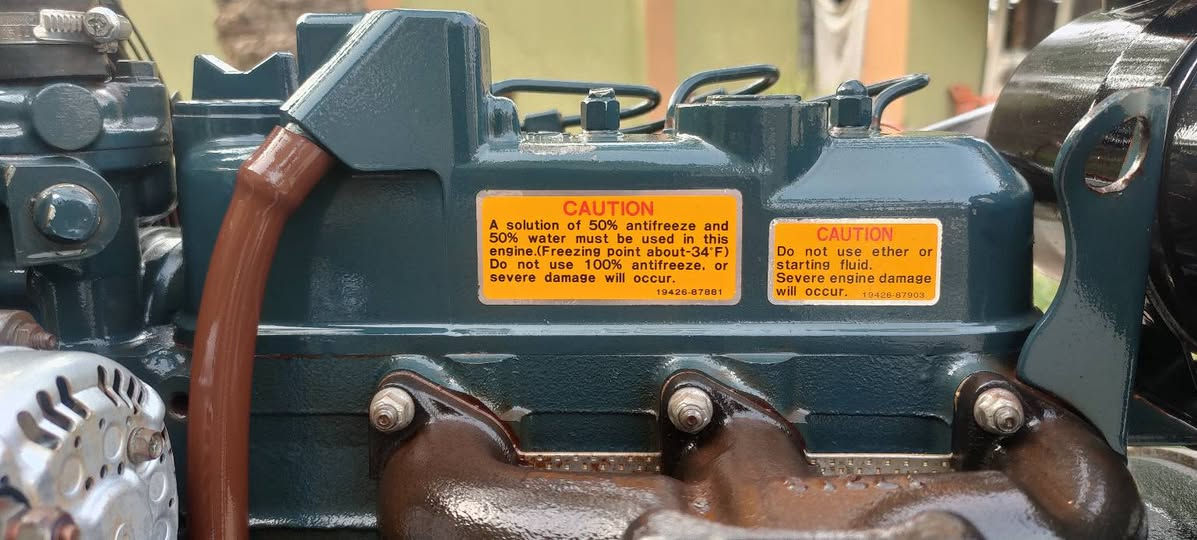 CAUTION
A solution of 50% antifreeze and
50% water must be used in this
engine.(Freezing point about-34°F)
Do not use 100% antifreeze, or
severe damage will occur.
19426-87881
CAUTION
Do not use ether or
starting fluid.
Severe engine damage
will occur. 19426-87903